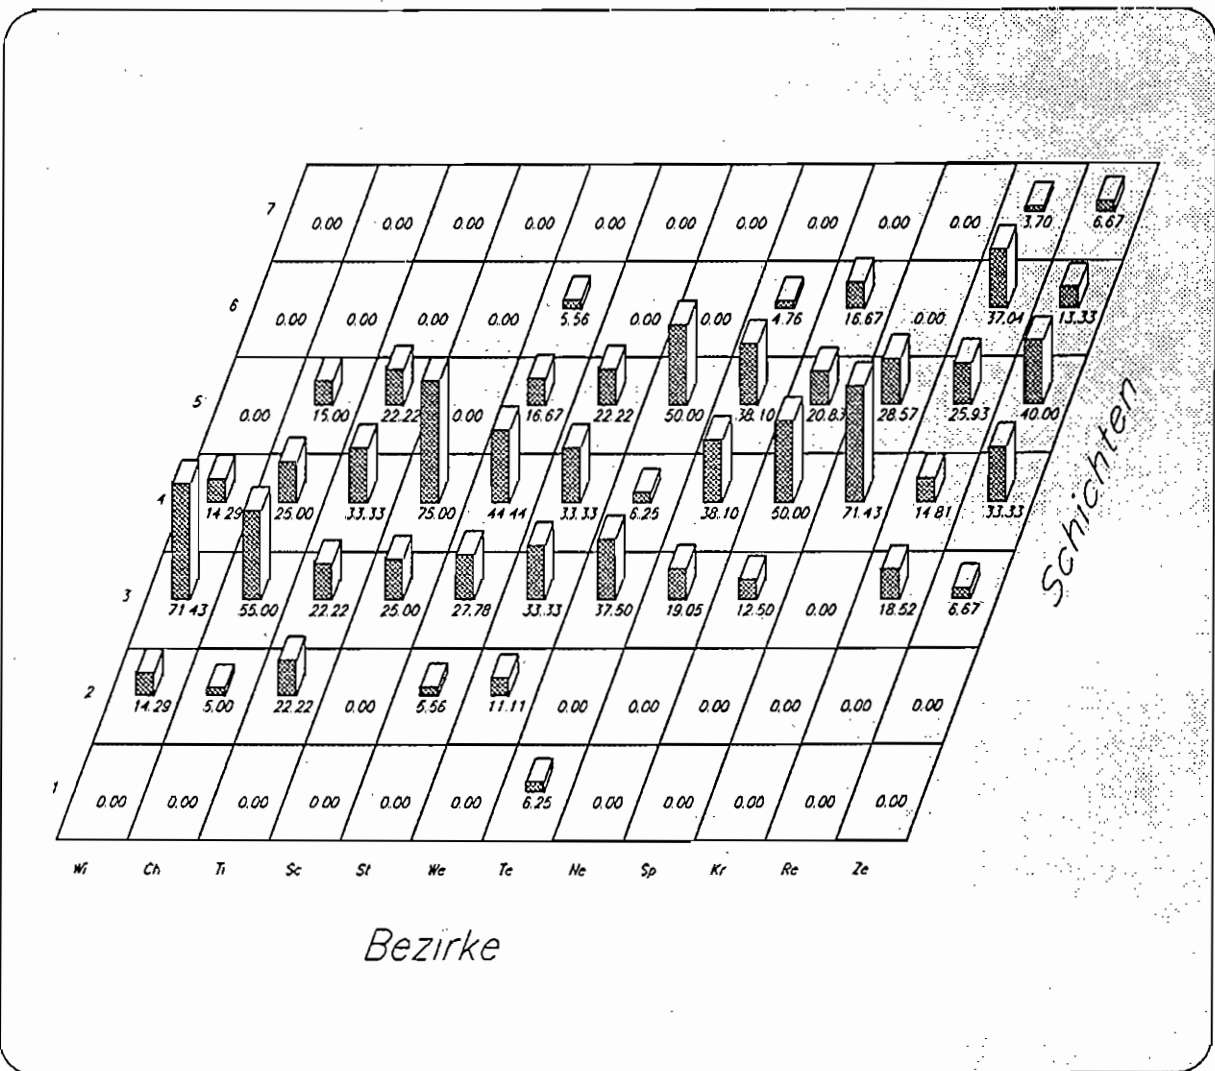 7 0.00 0.00 0.00 0.00 0.00 0.00 0.00 0.00 0.00 0.00 3.70 6.67
6 0.00 0.00 0.00 0.00 5.56 0.00 0.00 4.76 16.67 0.00 37.04 13.33
5 0.00 15.00 22.22 0.00 16.67 22.22 50.00 38.10 20.83 28.57 25.93 40.00
4 14.29 25.00 33.33 75.00 44.44 33.33 6.25 38.10 50.00 71.43 14.81 33.33
3 71.43 55.00 22.22 25.00 27.78 33.33 37.50 19.05 12.50 0.00 18.52 6.67
2 14.29 5.00 22.22 0.00 5.56 11.11 0.00 0.00 0.00 0.00 0.00 0.00
1 0.00 0.00 0.00 0.00 0.00 0.00 6.25 0.00 0.00 0.00 0.00 0.00
Wi Ch Ti Sc St We Te Ne Sp Kr Re Ze
Schichten
Bezirke